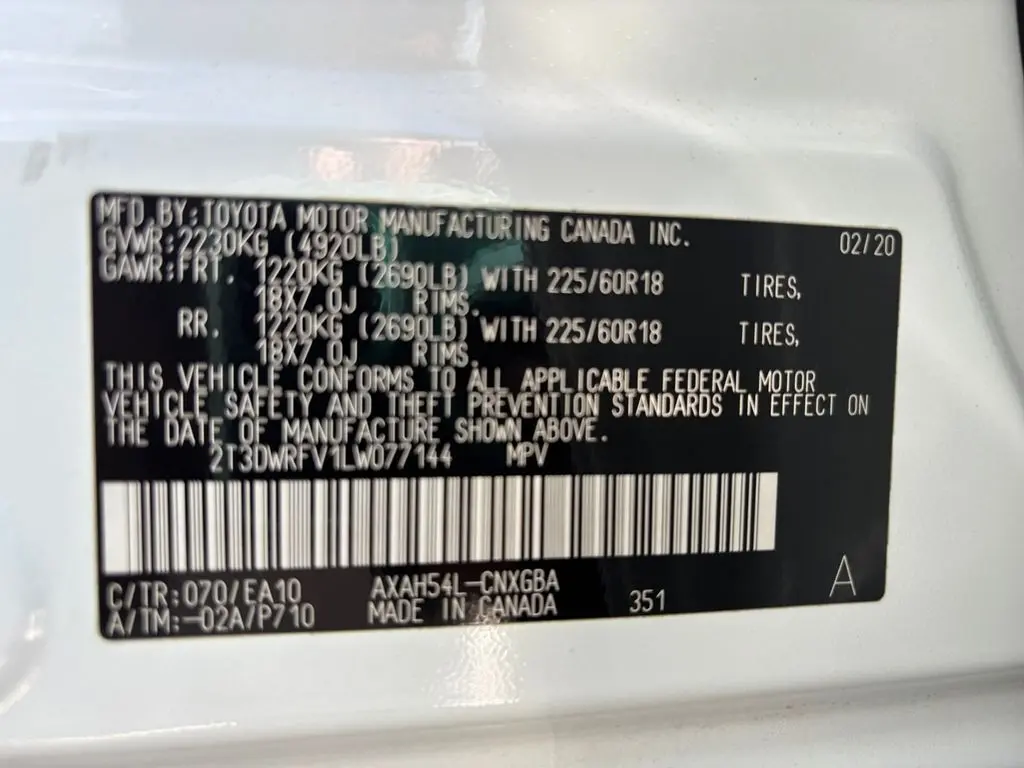 MFD.BY:TOYOTA MOTOR MANUFACTURING CANADA INC. 02/20
GVWR:2230KG (4920LB)
GAWR:FRT. 1220KG (2690LB) WITH 225/60R18 TIRES,
18X7.0J RIMS.
RR. 1220KG (2690LB) WITH 225/60R18 TIRES,
18X7.0J RIMS.
THIS VEHICLE CONFORMS TO ALL APPLICABLE FEDERAL MOTOR
VEHICLE SAFETY AND THEFT PREVENTION STANDARDS IN EFFECT ON
THE DATE OF MANUFACTURE SHOWN ABOVE.
2T3DWRFV1LW077144 MPV
C/TR:070/EA10 AXAH54L-CNXGBA A
A/TM:-02A/P710 MADE IN CANADA 351